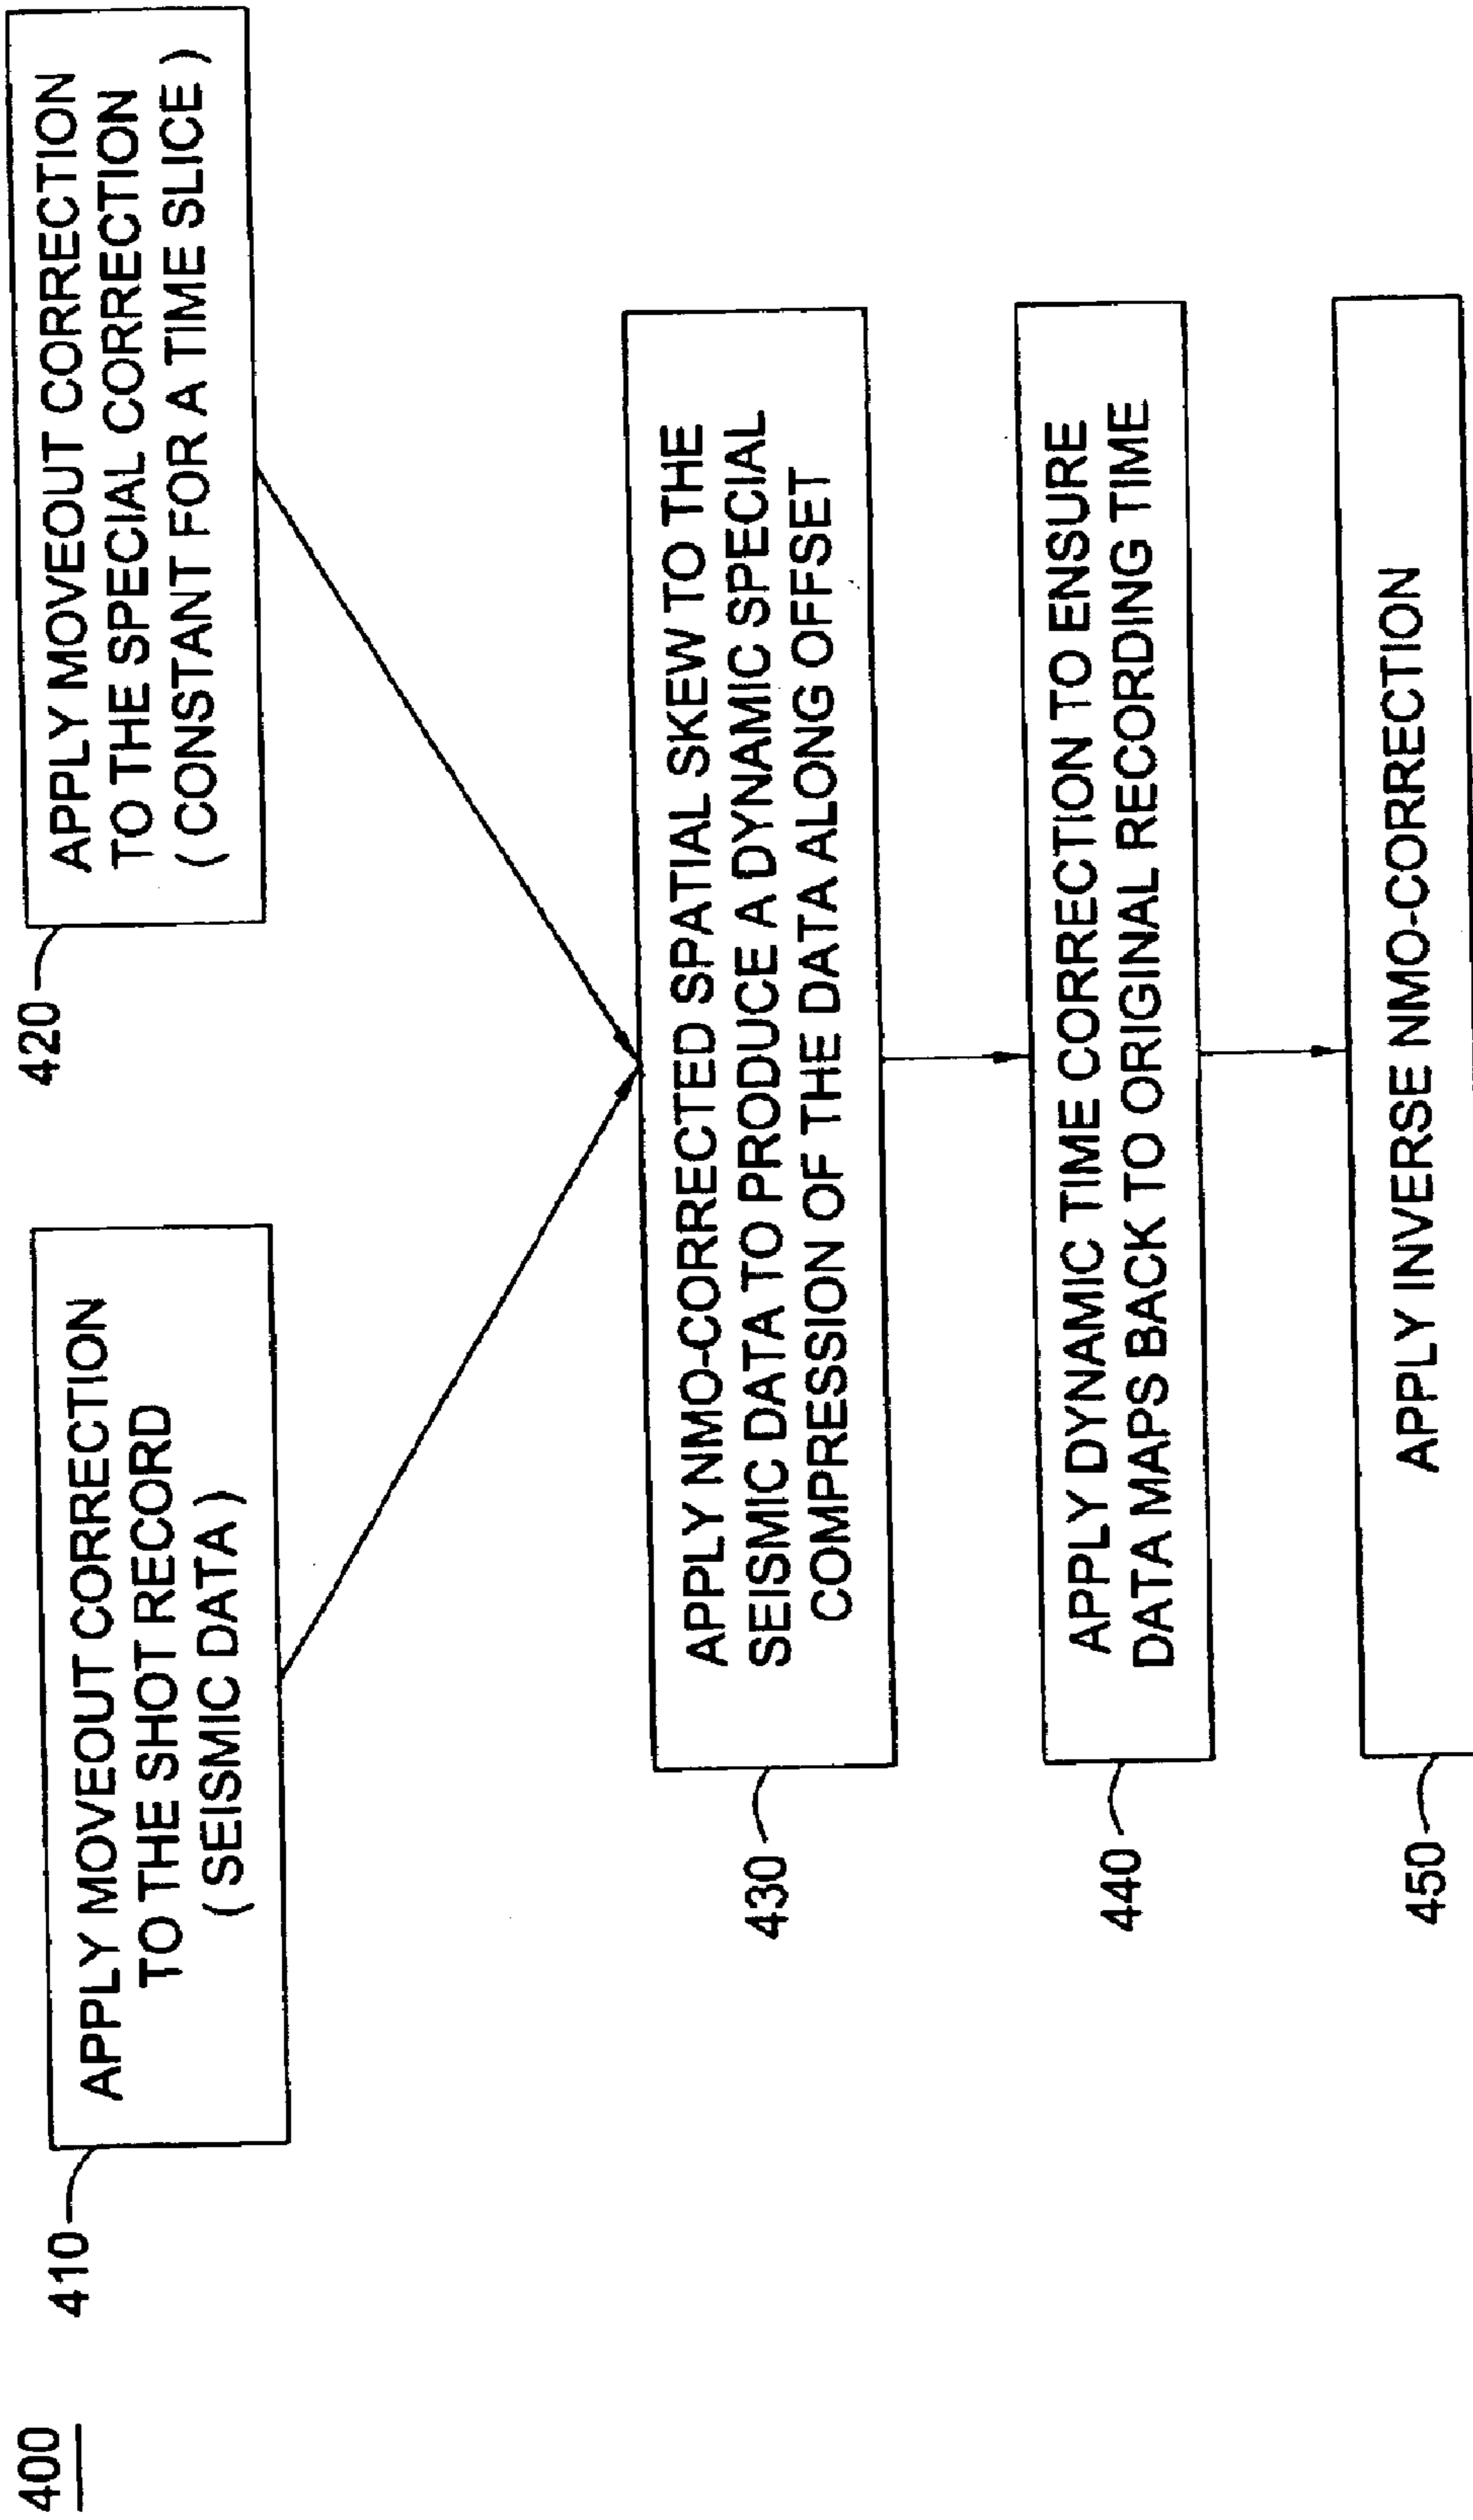 400
410
APPLY MOVEOUT CORRECTION
TO THE SHOT RECORD
( SEISMIC DATA )
420
APPLY MOVEOUT CORRECTION
TO THE SPECIAL CORRECTION
( CONSTANT FOR A TIME SLICE )
430
APPLY NMO-CORRECTED SPATIAL SKEW TO THE
SEISMIC DATA TO PRODUCE A DYNAMIC SPECIAL
COMPRESSION OF THE DATA ALONG OFFSET
440
APPLY DYNAMIC TIME CORRECTION TO ENSURE
DATA MAPS BACK TO ORIGINAL RECORDING TIME
450
APPLY INVERSE NMO-CORRECTION